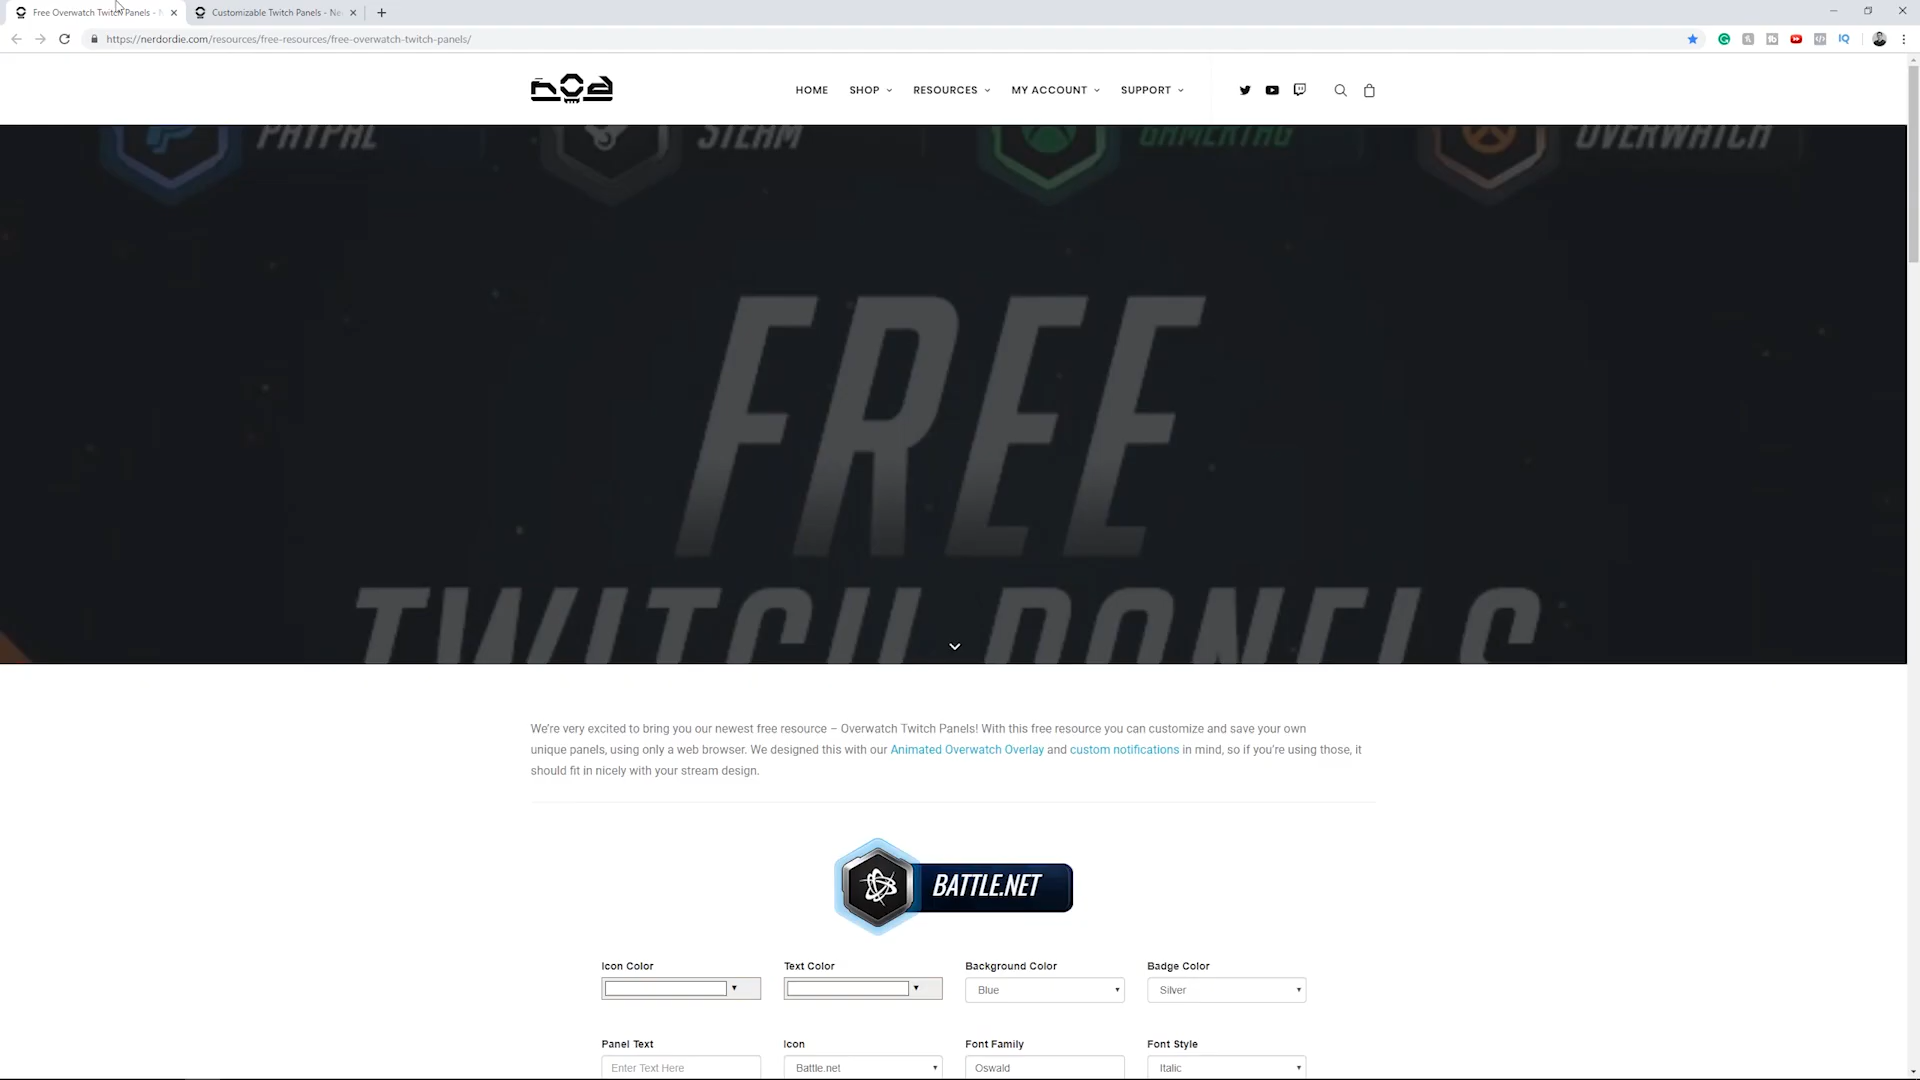 Free Overwatch Twitch Panels - N
Customizable Twitch Panels - Ne
https://nerdordie.com/resources/free-resources/free-overwatch-twitch-panels/
IQ
HOME SHOP RESOURCES MY ACCOUNT SUPPORT
PAYPAL STEAM GAMERTAG OVERWATCH
FREE
TWITCH PANELS
We're very excited to bring you our newest free resource – Overwatch Twitch Panels! With this free resource you can customize and save your own
unique panels, using only a web browser. We designed this with our Animated Overwatch Overlay and custom notifications in mind, so if you're using those, it
should fit in nicely with your stream design.
BATTLE.NET
Icon Color Text Color Background Color Badge Color
Blue Silver
Panel Text Icon Font Family Font Style
Enter Text Here Battle.net Oswald Italic